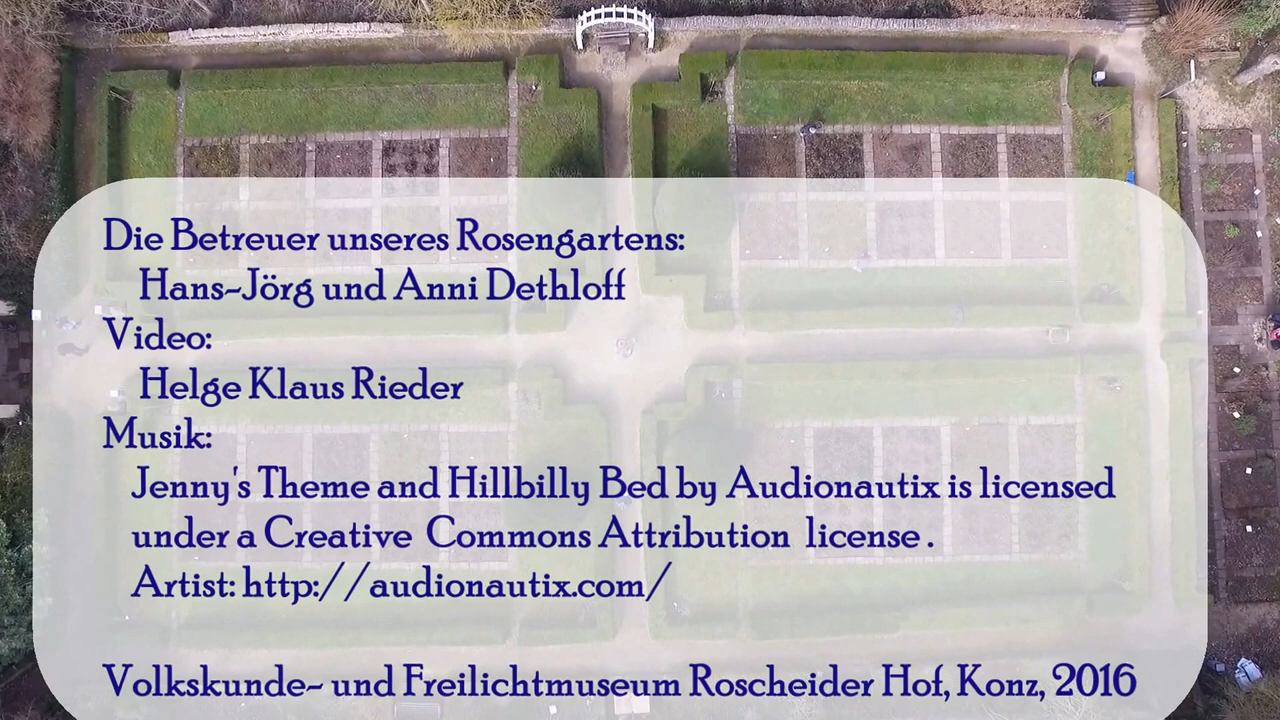 Die Betreuer unseres Rosengartens:
Hans-Jörg und Anni Dethloff
Video:
Helge Klaus Rieder
Musik:
Jenny's Theme and Hillbilly Bed by Audionautix is licensed
under a Creative Commons Attribution license .
Artist: http://audionautix.com/
Volkskunde- und Freilichtmuseum Roscheider Hof, Konz, 2016